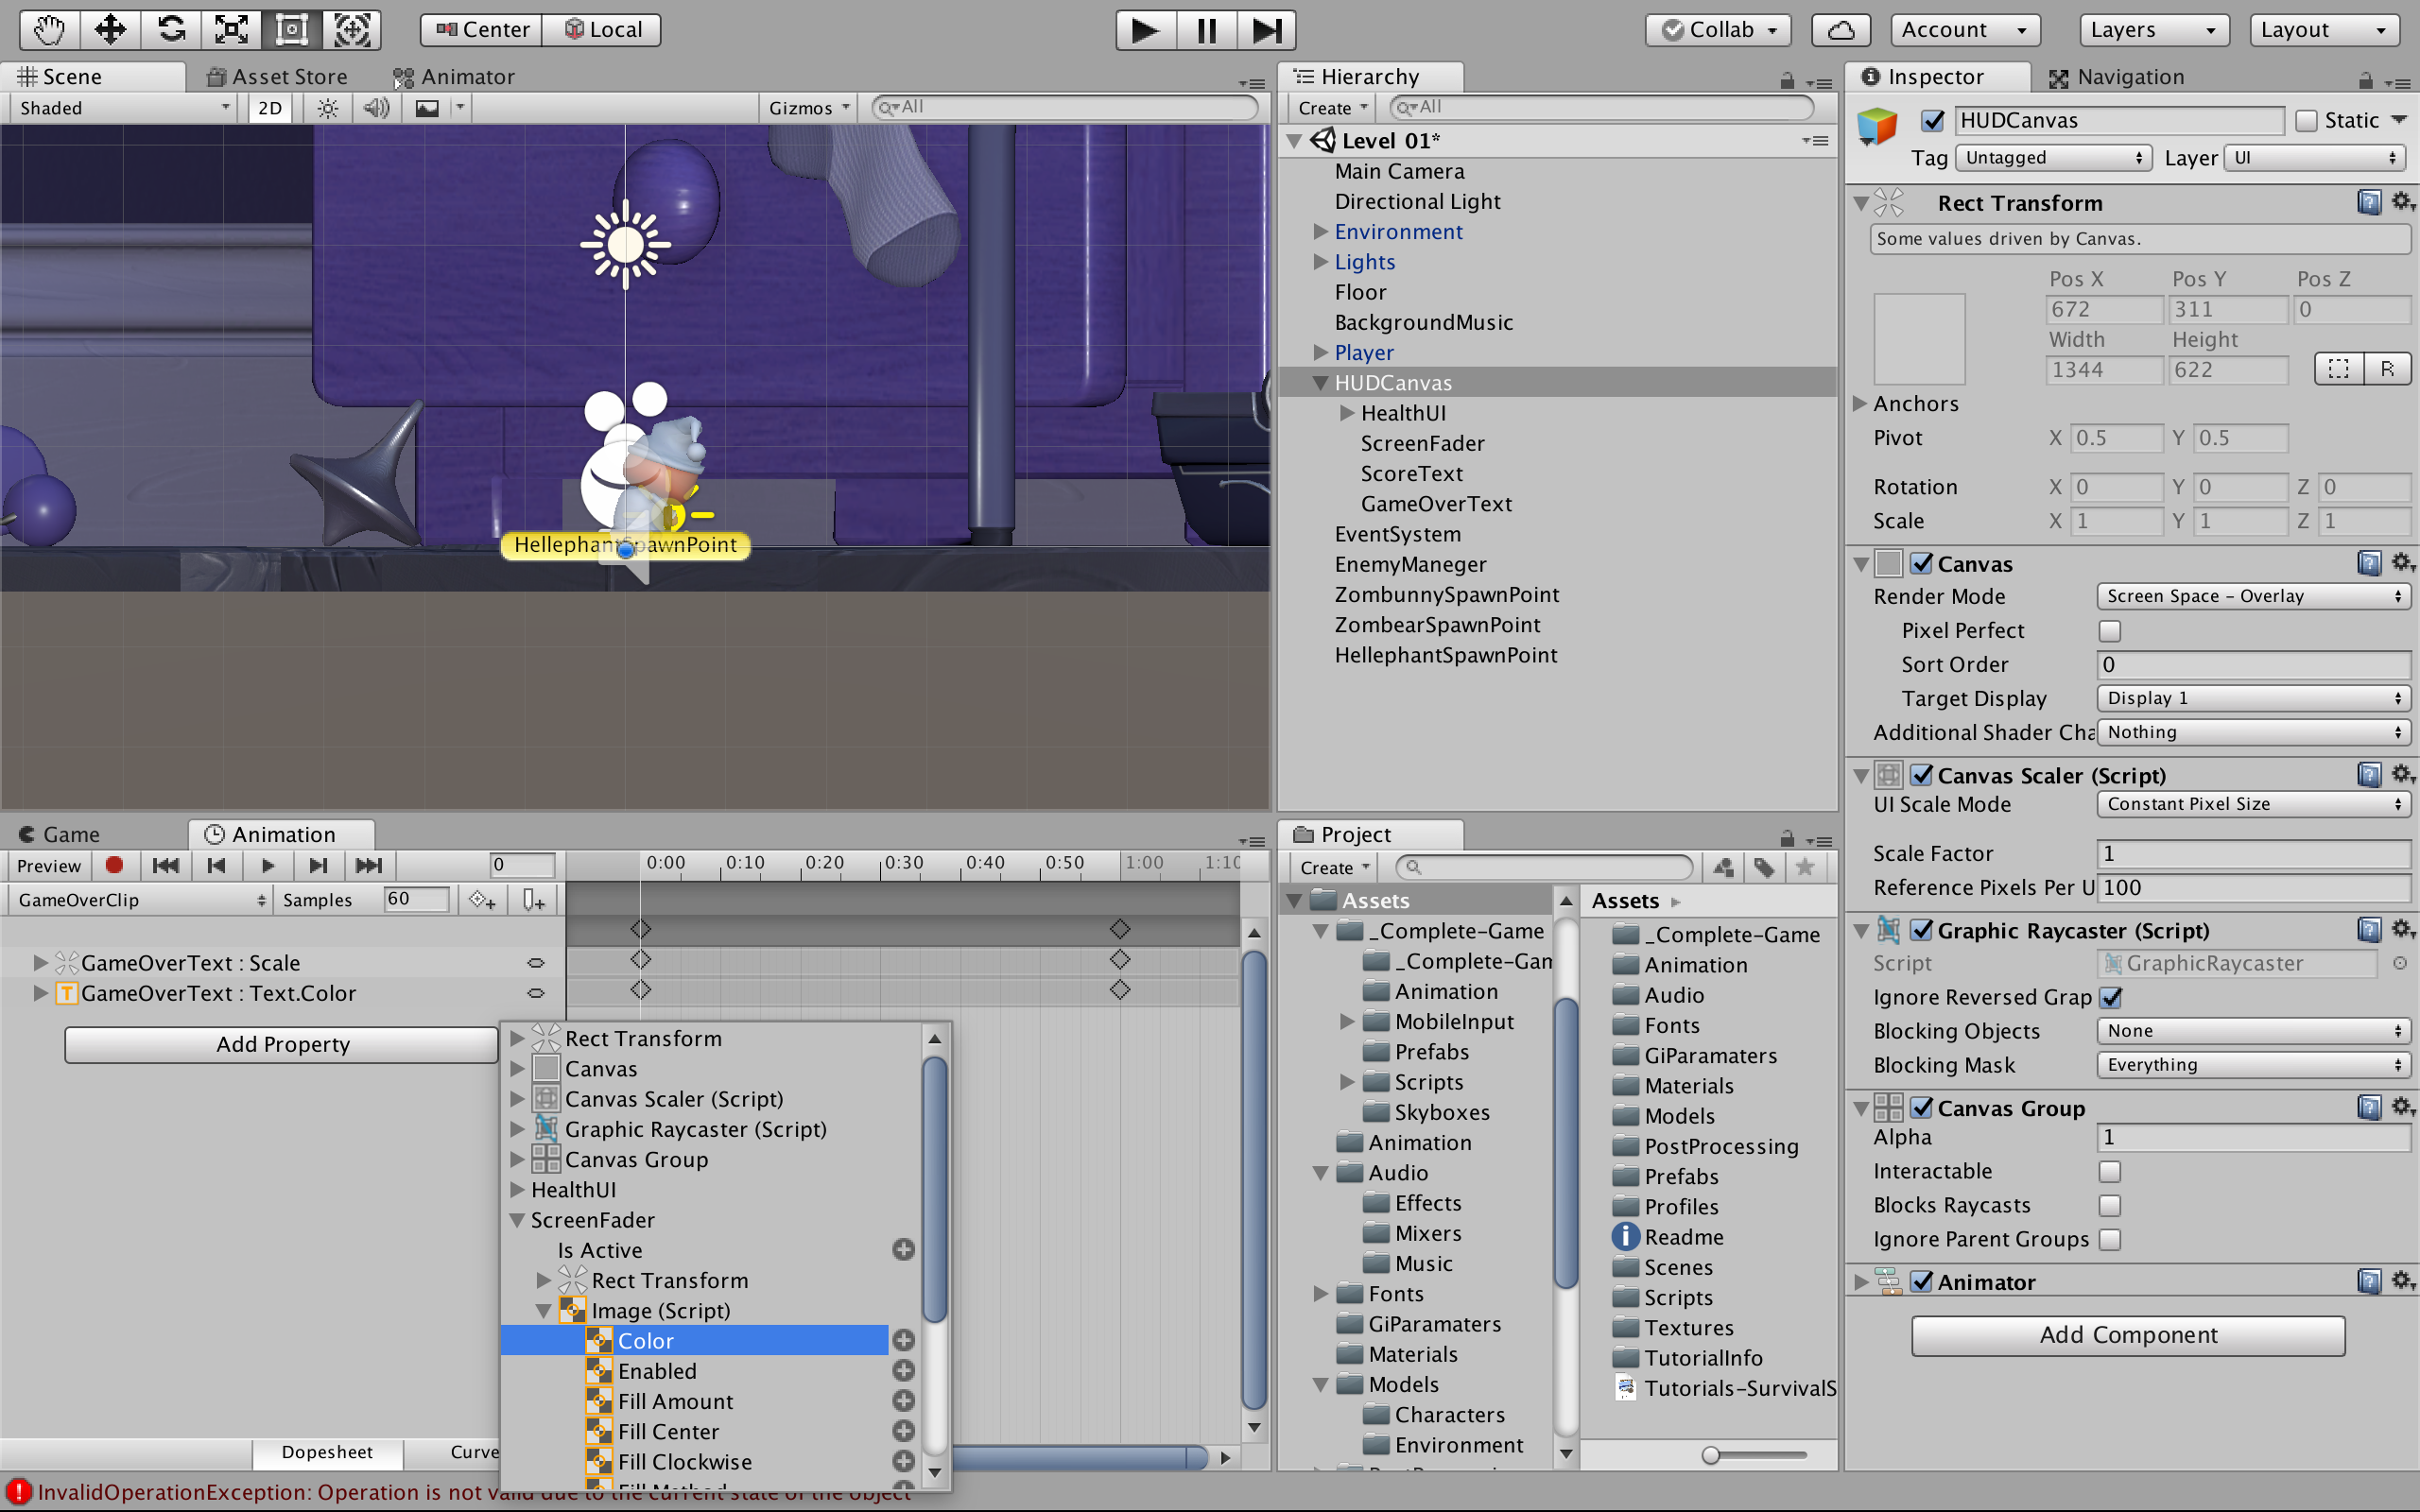 Center Local Collab Account Layers Layout
Scene Asset Store Animator
Shaded 2D Gizmos All
HellephantSpawnPoint
Hierarchy
Create All
Level 01*
Main Camera
Directional Light
Environment
Lights
Floor
BackgroundMusic
Player
HUDCanvas
HealthUI
ScreenFader
ScoreText
GameOverText
EventSystem
EnemyManeger
ZombunnySpawnPoint
ZombearSpawnPoint
HellephantSpawnPoint
Inspector Navigation
HUDCanvas Static
Tag Untagged Layer UI
Rect Transform
Some values driven by Canvas.
Pos X Pos Y Pos Z
672 311 0
Width Height
1344 622 R
Anchors
Pivot X 0.5 Y 0.5
Rotation X 0 Y 0 Z 0
Scale X 1 Y 1 Z 1
Canvas
Render Mode Screen Space - Overlay
Pixel Perfect
Sort Order 0
Target Display Display 1
Additional Shader Cha Nothing
Canvas Scaler (Script)
UI Scale Mode Constant Pixel Size
Scale Factor 1
Reference Pixels Per U 100
Graphic Raycaster (Script)
Script GraphicRaycaster
Ignore Reversed Grap
Blocking Objects None
Blocking Mask Everything
Canvas Group
Alpha 1
Interactable
Blocks Raycasts
Ignore Parent Groups
Animator
Add Component
Game Animation
Preview 0 0:00 0:10 0:20 0:30 0:40 0:50 1:00 1:10
GameOverClip Samples 60
GameOverText : Scale
GameOverText : Text.Color
Add Property
Rect Transform
Canvas
Canvas Scaler (Script)
Graphic Raycaster (Script)
Canvas Group
HealthUI
ScreenFader
Is Active
Rect Transform
Image (Script)
Color
Enabled
Fill Amount
Fill Center
Fill Clockwise
Fill Method
Dopesheet Curve
InvalidOperationException: Operation is not valid due to the current state of the object
Project
Create
Assets
_Complete-Game
_Complete-Gam
Animation
MobileInput
Prefabs
Scripts
Skyboxes
Animation
Audio
Effects
Mixers
Music
Fonts
GiParamaters
Materials
Models
Characters
Environment
Assets
_Complete-Game
Animation
Audio
Fonts
GiParamaters
Materials
Models
PostProcessing
Prefabs
Profiles
Readme
Scenes
Scripts
Textures
TutorialInfo
Tutorials-SurvivalS